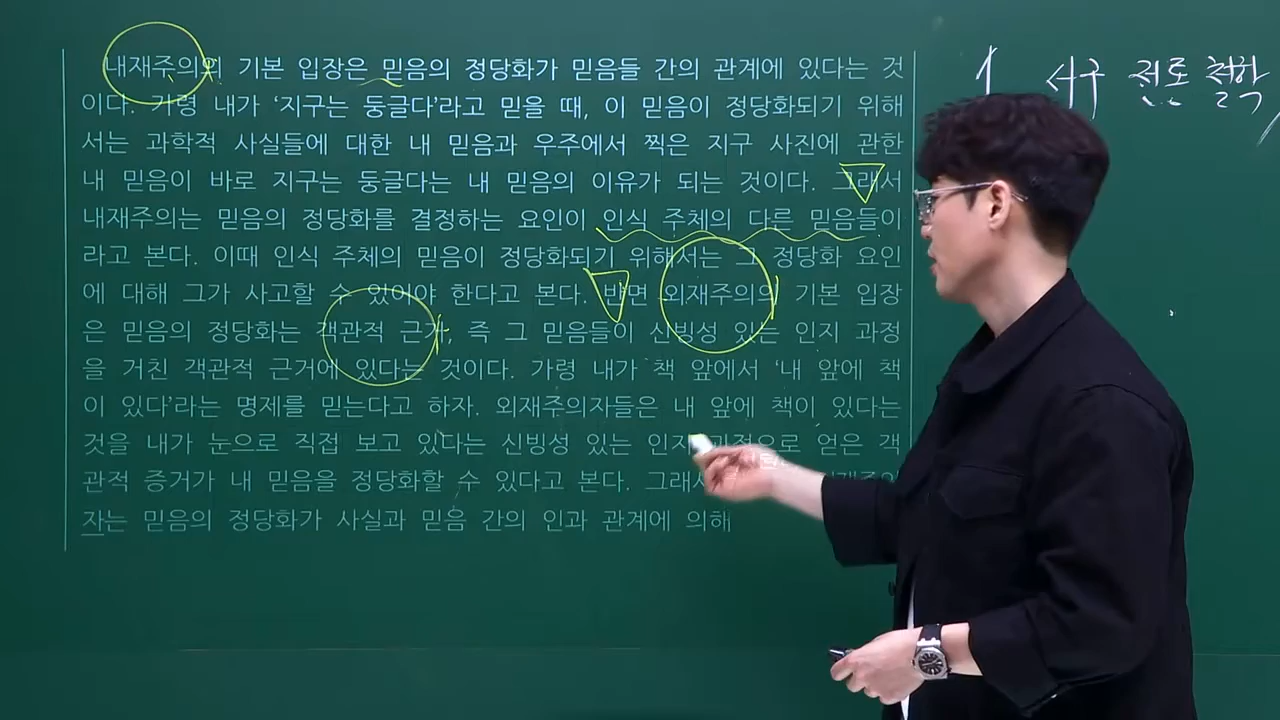 내재주의의 기본 입장은 믿음의 정당화가 믿음들 간의 관계에 있다는 것
이다. 가령 내가 ‘지구는 둥글다’라고 믿을 때, 이 믿음이 정당화되기 위해
서는 과학적 사실들에 대한 내 믿음과 우주에서 찍은 지구 사진에 관한
내 믿음이 바로 지구는 둥글다는 내 믿음의 이유가 되는 것이다. 그래서
내재주의는 믿음의 정당화를 결정하는 요인이 인식 주체의 다른 믿음들이
라고 본다. 이때 인식 주체의 믿음이 정당화되기 위해서는 그 정당화 요인
에 대해 그가 사고할 수 있어야 한다고 본다. 반면 외재주의의 기본 입장
은 믿음의 정당화는 객관적 근거, 즉 그 믿음들이 신빙성 있는 인지 과정
을 거친 객관적 근거에 있다는 것이다. 가령 내가 책 앞에서 ‘내 앞에 책
이 있다’라는 명제를 믿는다고 하자. 외재주의자들은 내 앞에 책이 있다는
것을 내가 눈으로 직접 보고 있다는 신빙성 있는 인지 과정으로 얻은 객
관적 증거가 내 믿음을 정당화할 수 있다고 본다.
자는 믿음의 정당화가 사실과 믿음 간의 인과 관계에 의해
1 서구 전통 철학